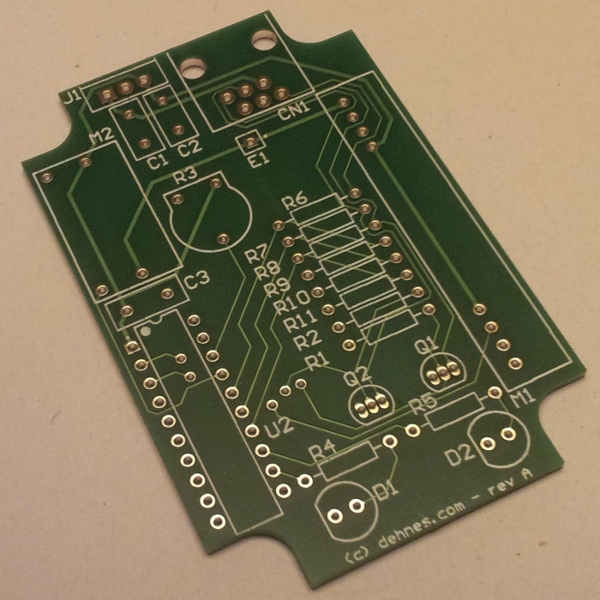 J1
M2
C1
C2
CN1
E1
R3
R6
R7
R8
R9
R10
R11
R2
R1
C3
Q2
Q1
U2
R5
M1
R4
D2
D1
(c) dehnes.com - rev A